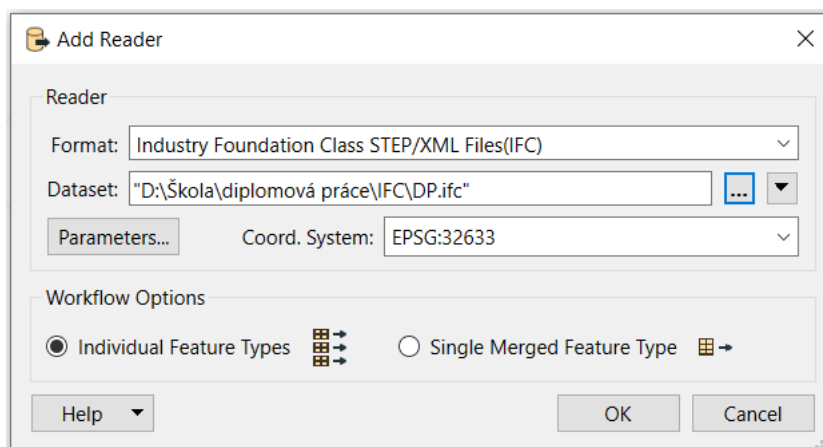 Add Reader
Reader
Format: Industry Foundation Class STEP/XML Files(IFC)
Dataset: "D:\Škola\diplomová práce\IFC\DP.ifc" ...
Parameters... Coord. System: EPSG:32633
Workflow Options
Individual Feature Types Single Merged Feature Type
Help OK Cancel